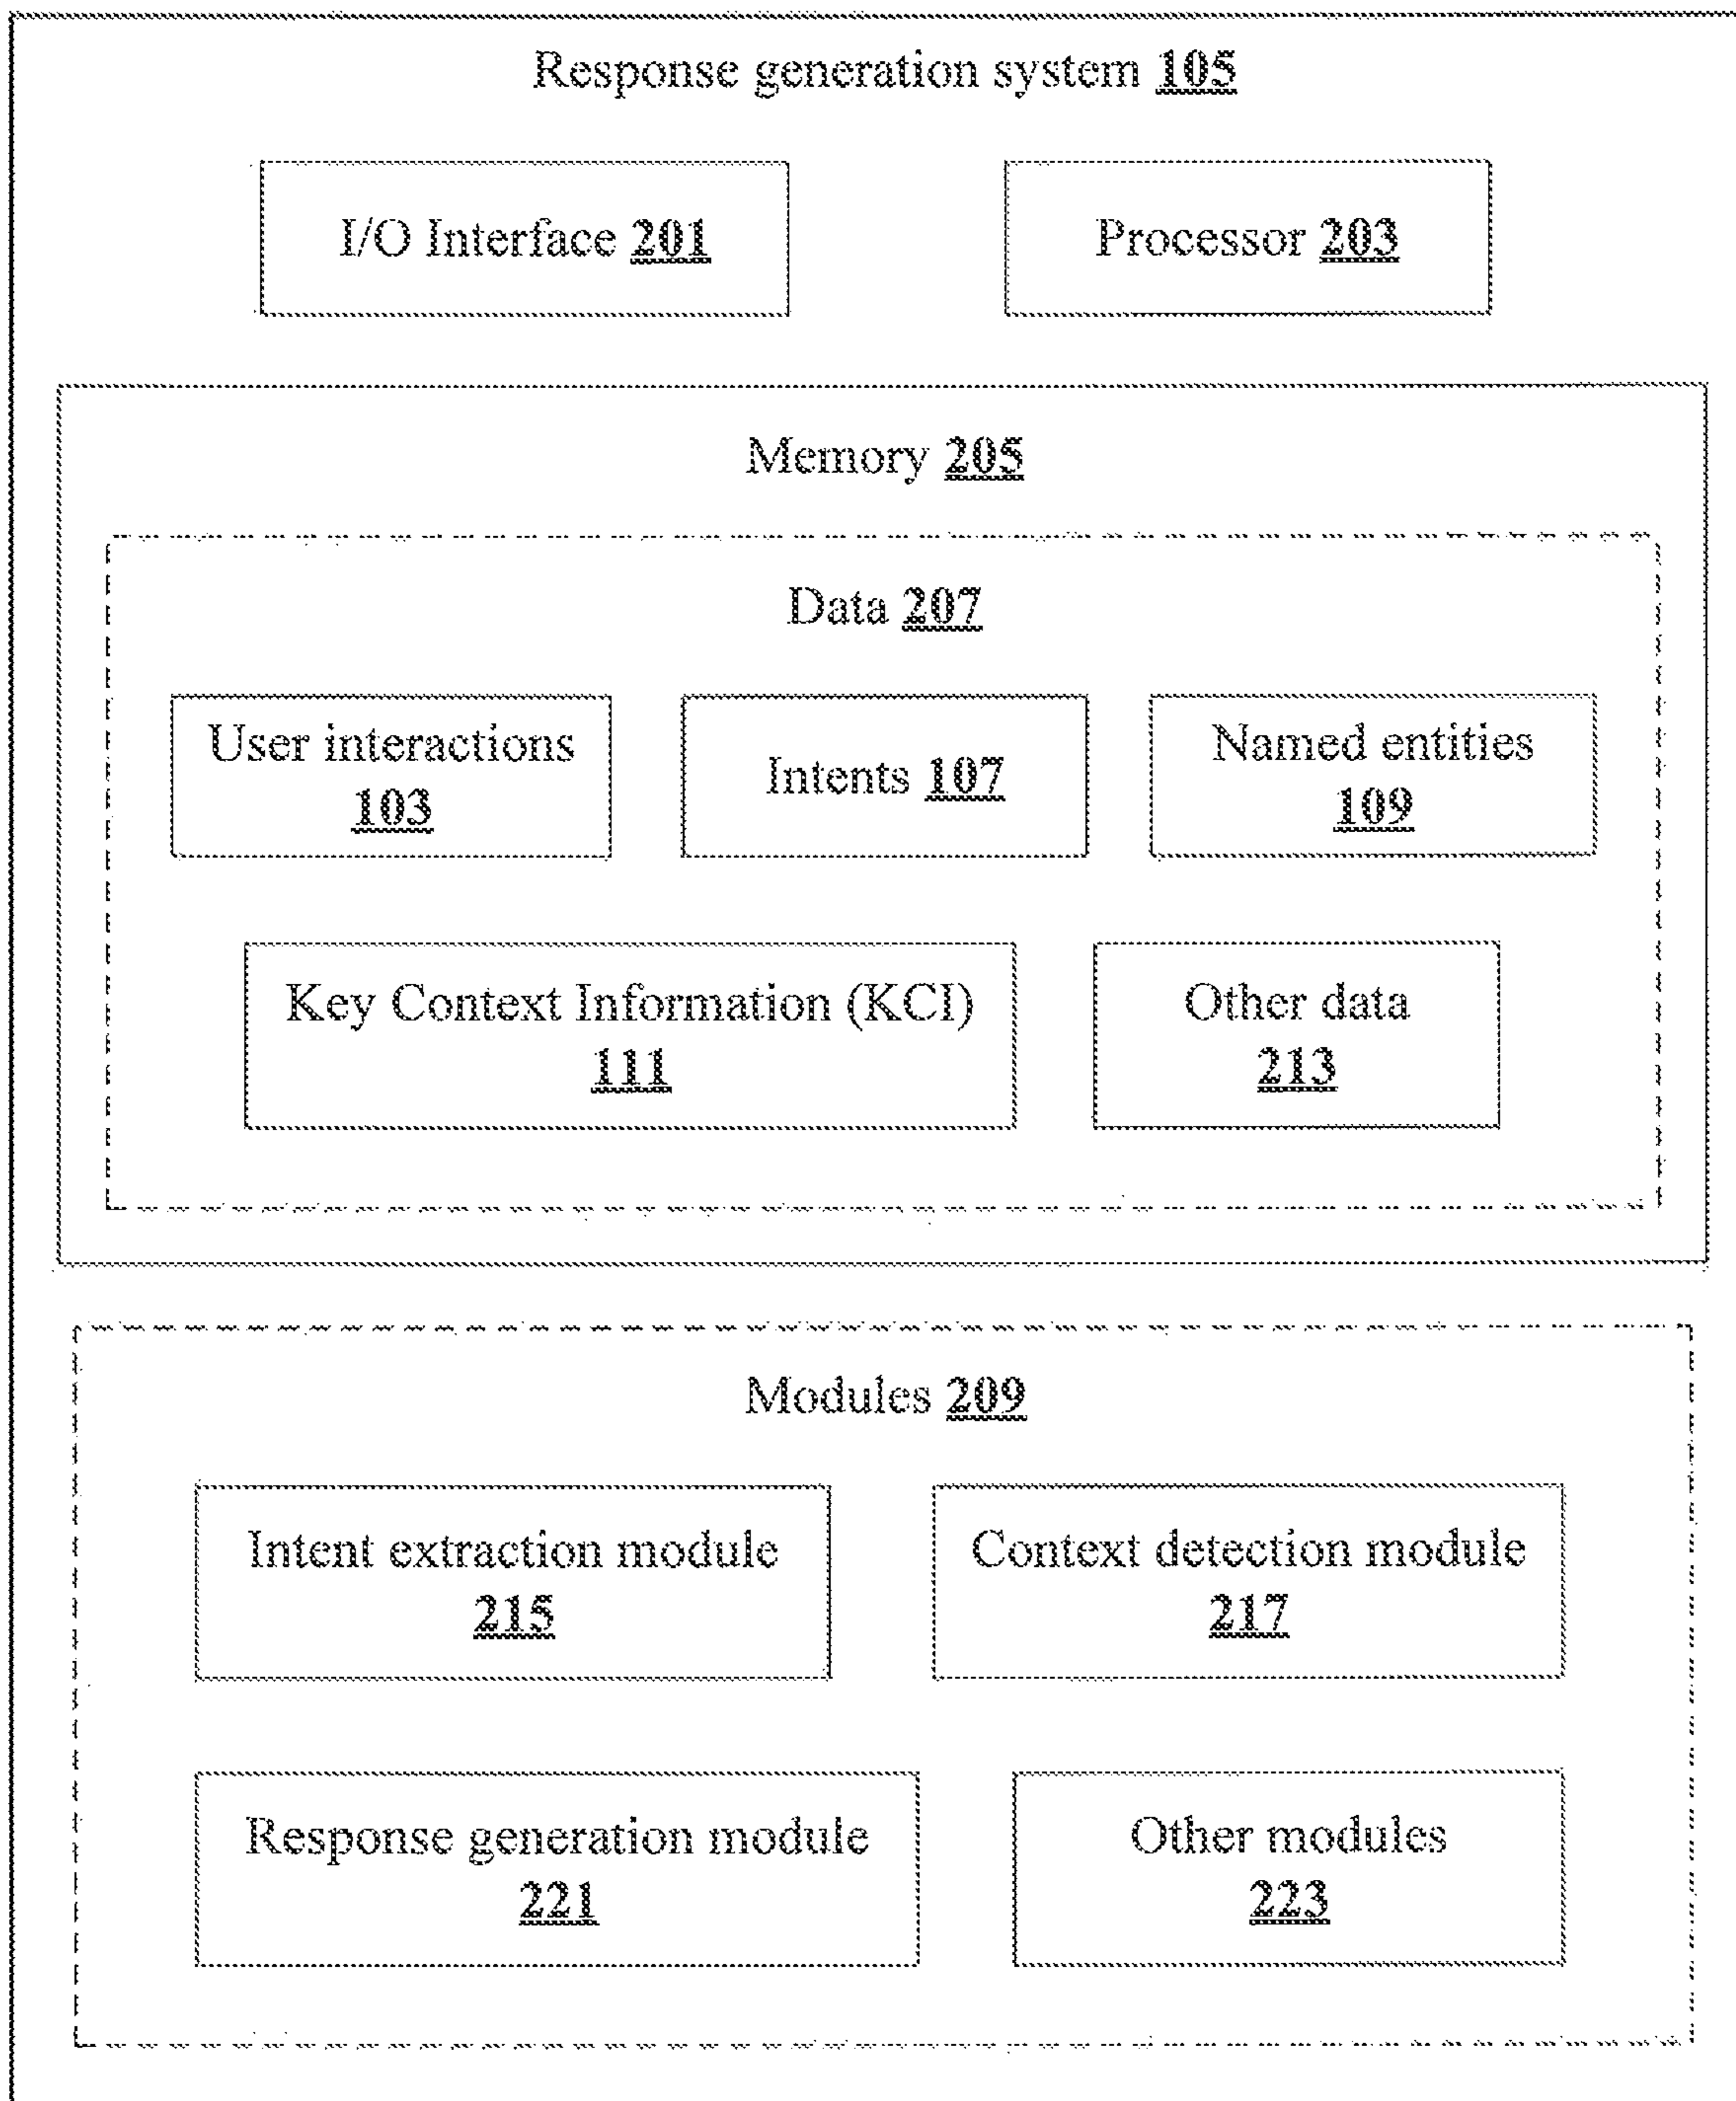 Response generation system 105
I/O Interface 201
Processor 203
Memory 205
Data 207
User interactions
103
Intents 107
Named entities
109
Key Context Information (KCI)
111
Other data
213
Modules 209
Intent extraction module
215
Context detection module
217
Response generation module
221
Other modules
223